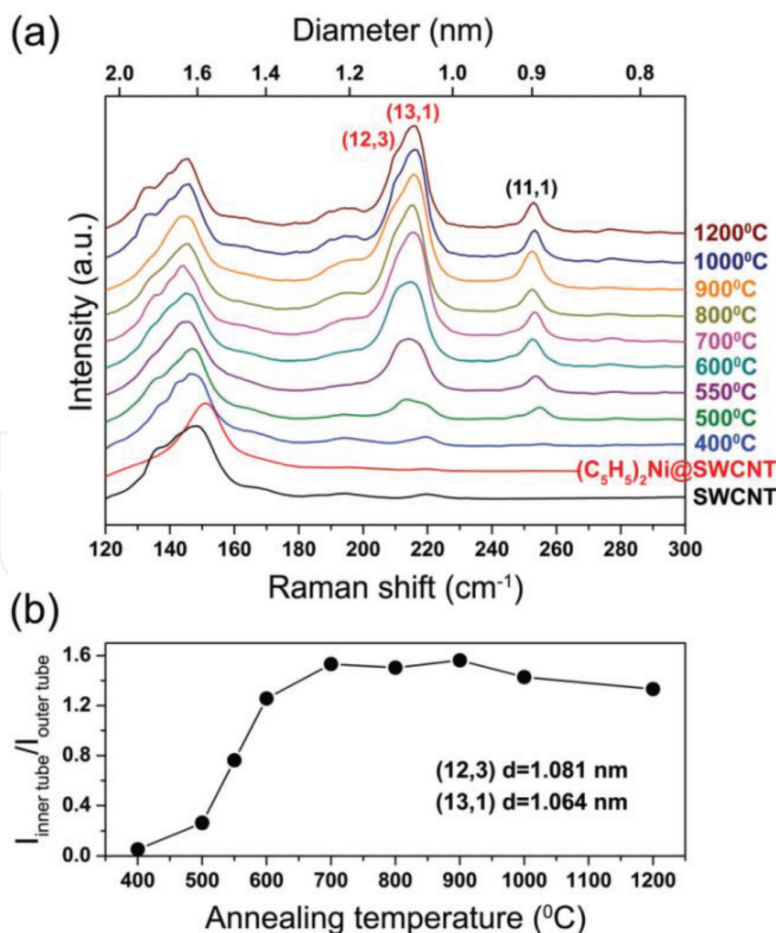 (a)
Diameter (nm)
2.0 1.8 1.6 1.4 1.2 1.0 0.9 0.8
(13,1)
(12,3)
(11,1)
1200⁰C
1000⁰C
900⁰C
800⁰C
700⁰C
600⁰C
550⁰C
500⁰C
400⁰C
(C₅H₅)₂Ni@SWCNT
SWCNT
Intensity (a.u.)
120 140 160 180 200 220 240 260 280 300
Raman shift (cm⁻¹)
(b)
I inner tube/I outer tube
1.6
1.2
0.8
0.4
0.0
(12,3) d=1.081 nm
(13,1) d=1.064 nm
400 500 600 700 800 900 1000 1100 1200
Annealing temperature (⁰C)